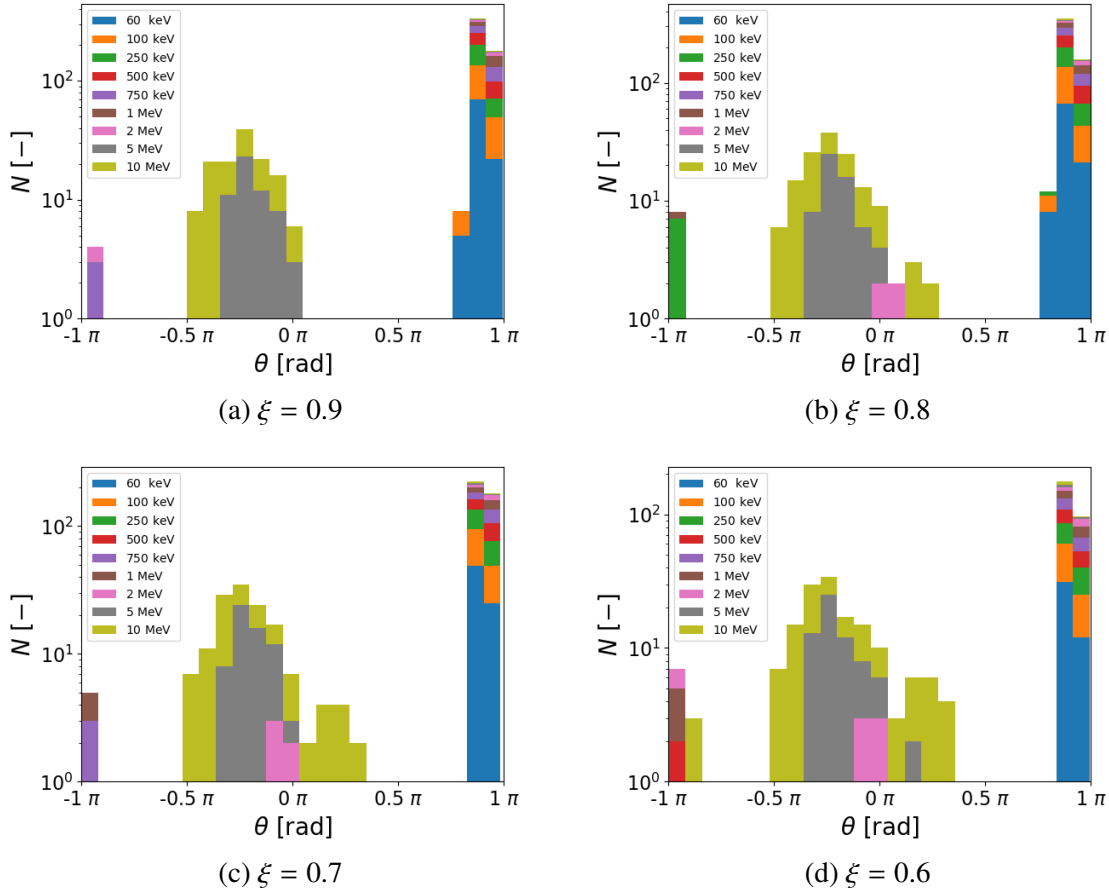 10²
10¹
10⁰
N [−]
60 keV
100 keV
250 keV
500 keV
750 keV
1 MeV
2 MeV
5 MeV
10 MeV
-1 π
-0.5 π
0 π
0.5 π
1 π
θ [rad]
(a) ξ = 0.9
10²
10¹
10⁰
N [−]
60 keV
100 keV
250 keV
500 keV
750 keV
1 MeV
2 MeV
5 MeV
10 MeV
-1 π
-0.5 π
0 π
0.5 π
1 π
θ [rad]
(b) ξ = 0.8
10²
10¹
10⁰
N [−]
60 keV
100 keV
250 keV
500 keV
750 keV
1 MeV
2 MeV
5 MeV
10 MeV
-1 π
-0.5 π
0 π
0.5 π
1 π
θ [rad]
(c) ξ = 0.7
10²
10¹
10⁰
N [−]
60 keV
100 keV
250 keV
500 keV
750 keV
1 MeV
2 MeV
5 MeV
10 MeV
-1 π
-0.5 π
0 π
0.5 π
1 π
θ [rad]
(d) ξ = 0.6